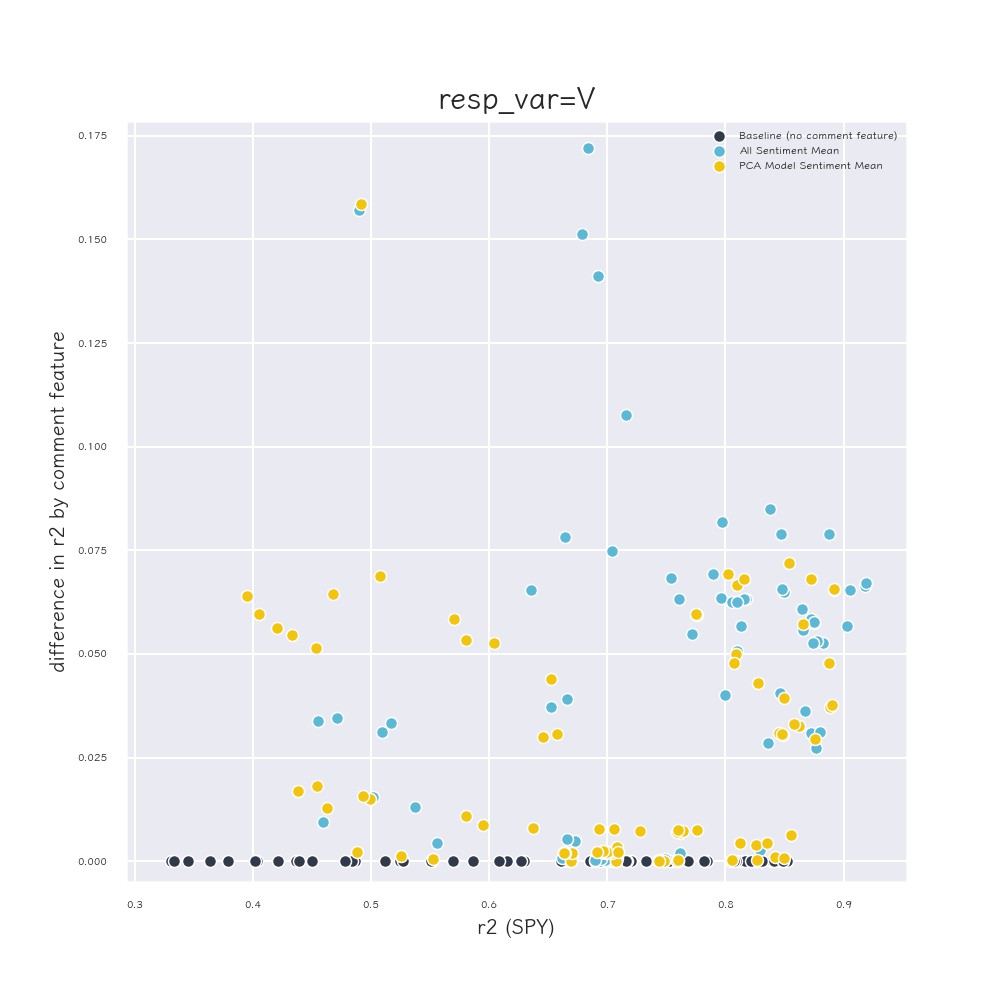 resp_var=V
0.175
0.150
0.125
0.100
0.075
0.050
0.025
0.000
difference in r2 by comment feature
Baseline (no comment feature)
All Sentiment Mean
PCA Model Sentiment Mean
0.3 0.4 0.5 0.6 0.7 0.8 0.9
r2 (SPY)